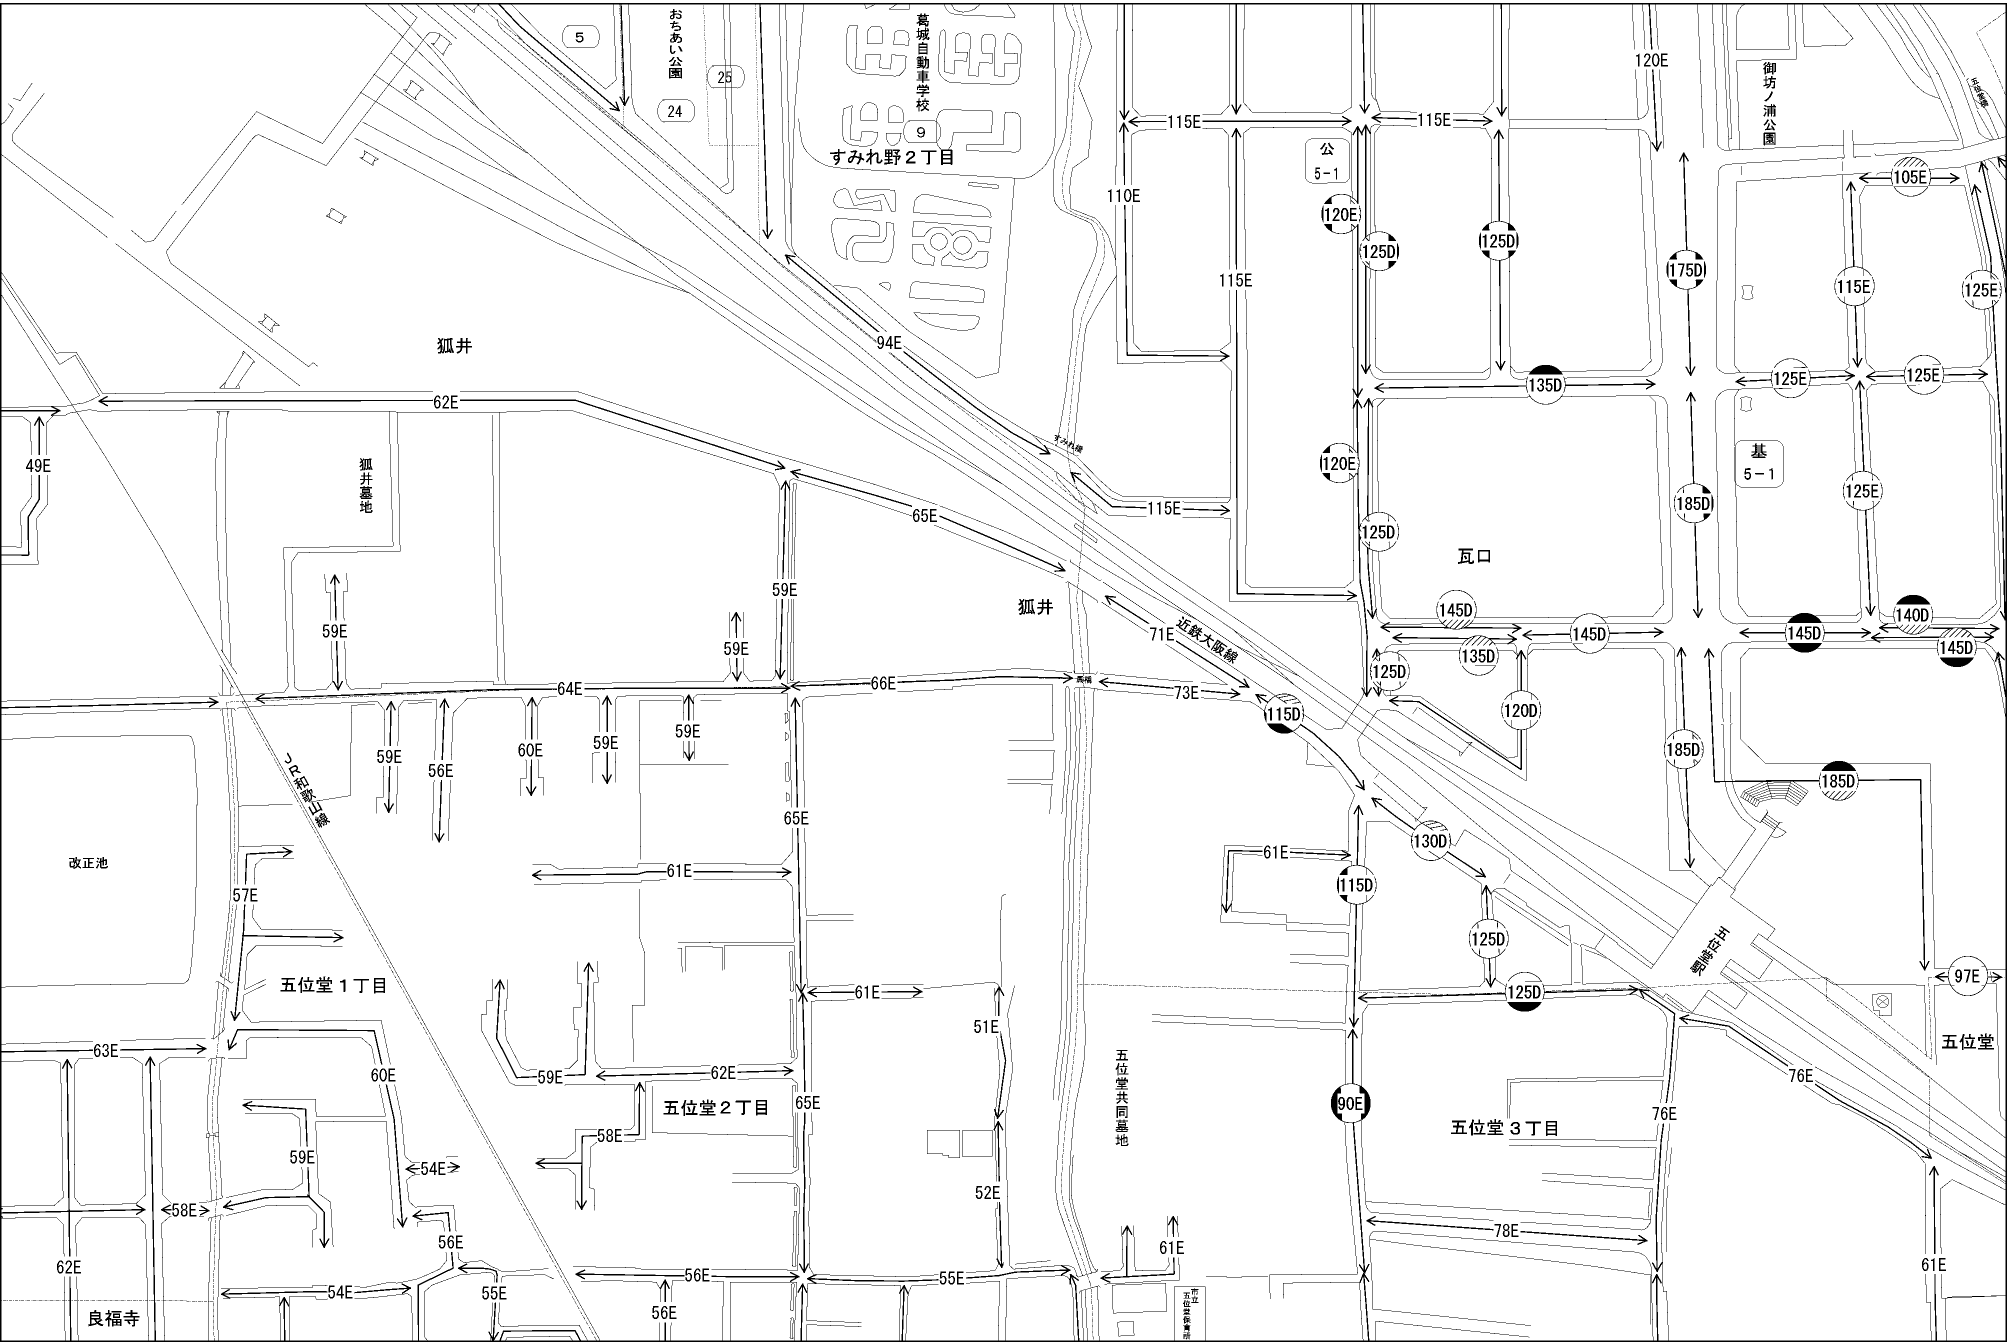 5
おちあい公園
25
24
葛城自動車学校
9
すみれ野2丁目
120E
御坊ノ浦公園
115E
115E
公
5-1
110E
120E
125D
125D
105E
175D
115E
125E
115E
狐井
94E
62E
135D
125E
125E
すみれ橋
49E
狐井墓地
120E
基
5-1
125E
185D
65E
115E
125D
瓦口
59E
狐井
59E
59E
71E
近鉄大阪線
145D
145D
135D
145D
140D
145D
125D
64E
66E
73E
115D
120D
59E
56E
60E
59E
59E
185D
185D
JR和歌山線
65E
130D
改正池
61E
61E
115D
57E
125D
五位堂駅
五位堂1丁目
61E
125D
97E
51E
五位堂
63E
60E
59E
62E
五位堂共同墓地
76E
65E
五位堂2丁目
90E
76E
58E
五位堂3丁目
59E
54E
58E
52E
56E
78E
61E
62E
54E
55E
56E
56E
55E
61E
良福寺
市立
五位堂保育所